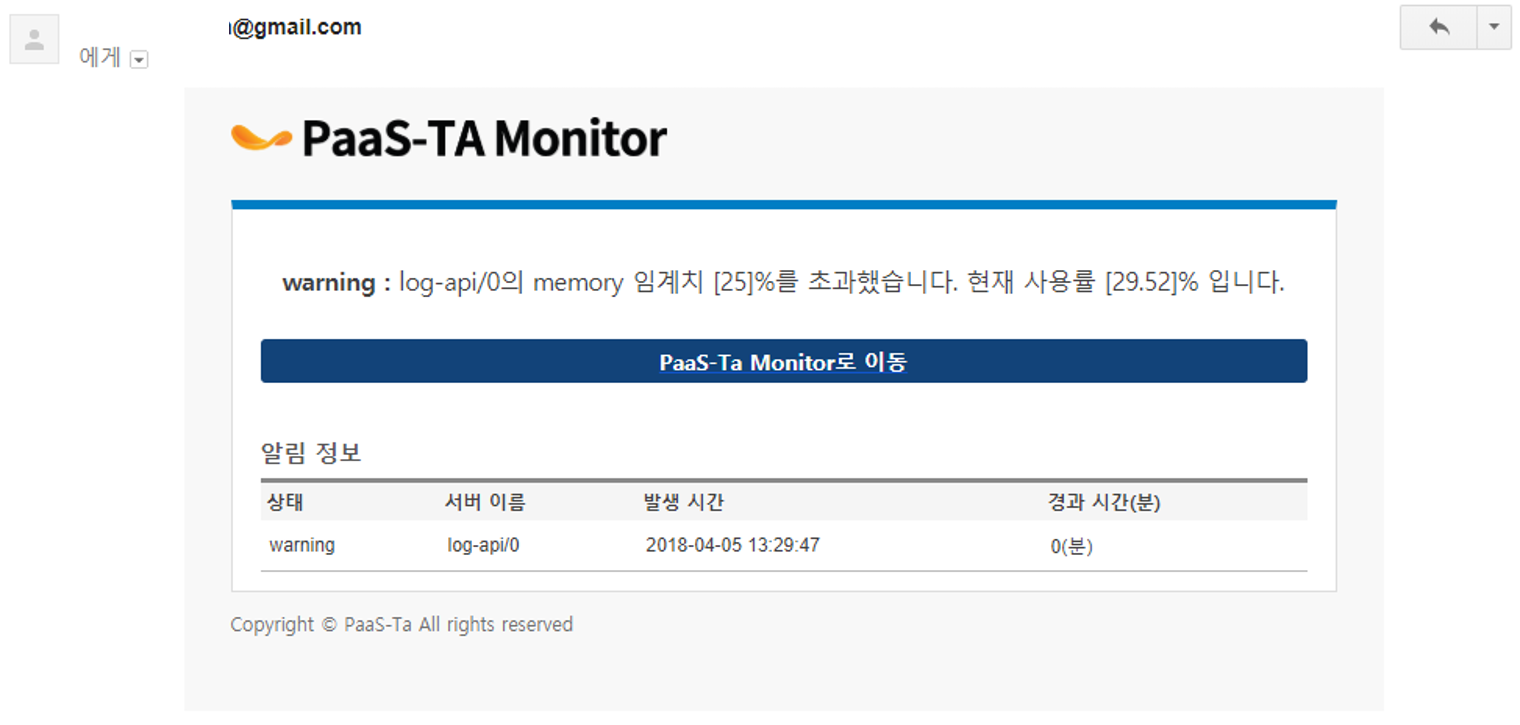 @gmail.com
에게
PaaS-TA Monitor
warning : log-api/0의 memory 임계치 [25]%를 초과했습니다. 현재 사용률 [29.52]% 입니다.
PaaS-Ta Monitor로 이동
알림 정보
상태 서버 이름 발생 시간 경과 시간(분)
warning log-api/0 2018-04-05 13:29:47 0(분)
Copyright © PaaS-Ta All rights reserved